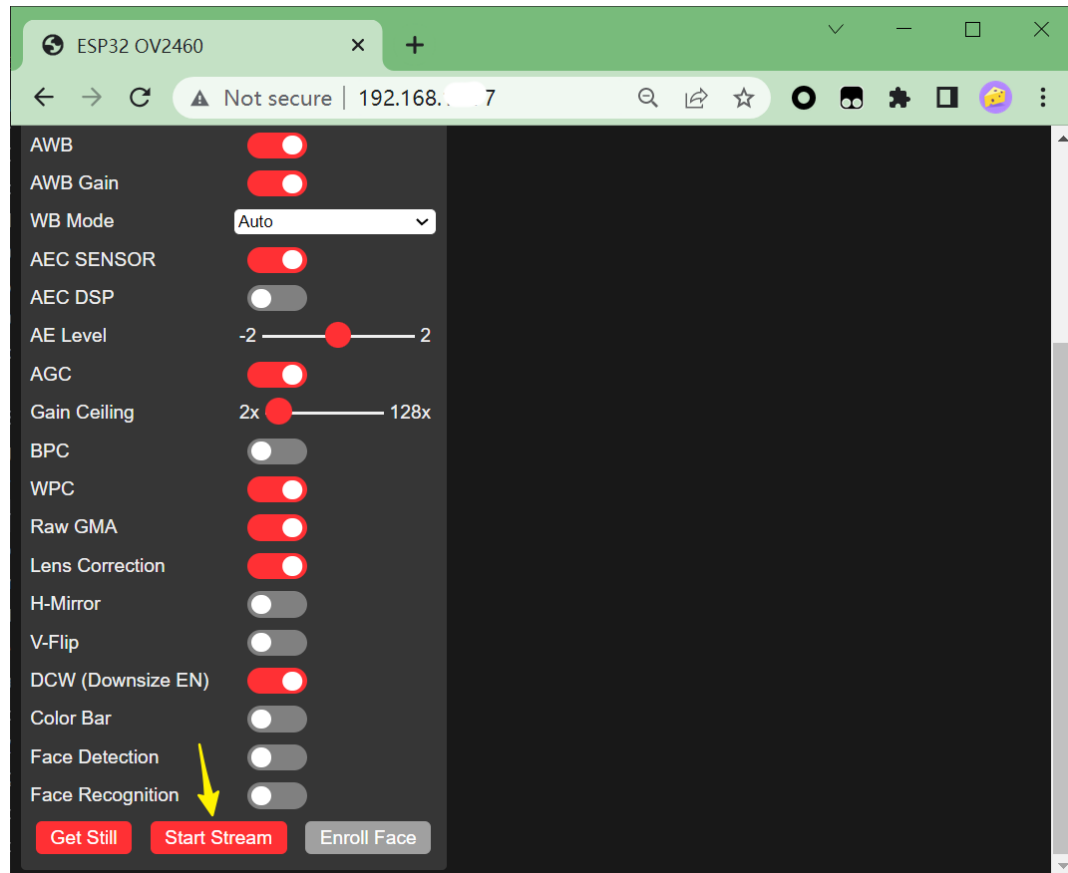 ESP32 OV2460
Not secure 192.168. 7
AWB
AWB Gain
WB Mode Auto
AEC SENSOR
AEC DSP
AE Level -2 2
AGC
Gain Ceiling 2x 128x
BPC
WPC
Raw GMA
Lens Correction
H-Mirror
V-Flip
DCW (Downsize EN)
Color Bar
Face Detection
Face Recognition
Get Still Start Stream Enroll Face